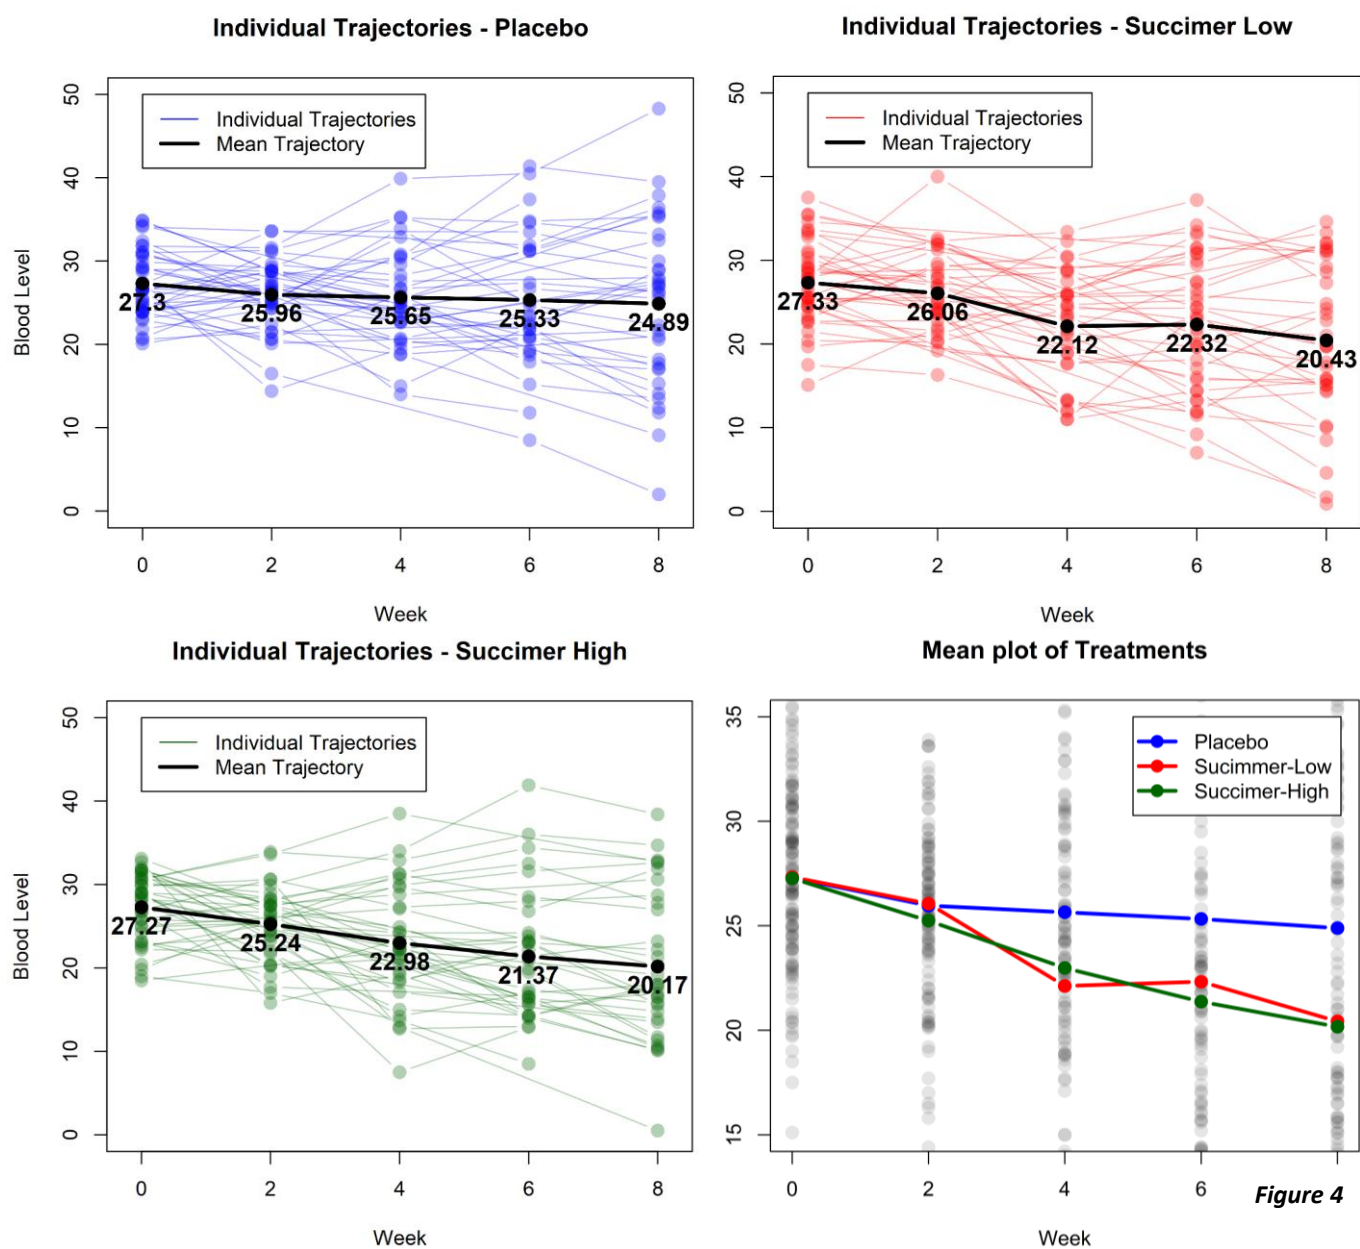 Individual Trajectories - Placebo
50
40
30
20
10
0
Blood Level
Individual Trajectories
Mean Trajectory
27.3
25.96
25.65
25.33
24.89
0 2 4 6 8
Week
Individual Trajectories - Succimer Low
50
40
30
20
10
0
Individual Trajectories
Mean Trajectory
27.33
26.06
22.12
22.32
20.43
0 2 4 6 8
Week
Individual Trajectories - Succimer High
50
40
30
20
10
0
Blood Level
Individual Trajectories
Mean Trajectory
27.27
25.24
22.98
21.37
20.17
0 2 4 6 8
Week
Mean plot of Treatments
35
30
25
20
15
Placebo
Sucimmer-Low
Succimer-High
0 2 4 6
Figure 4
Week